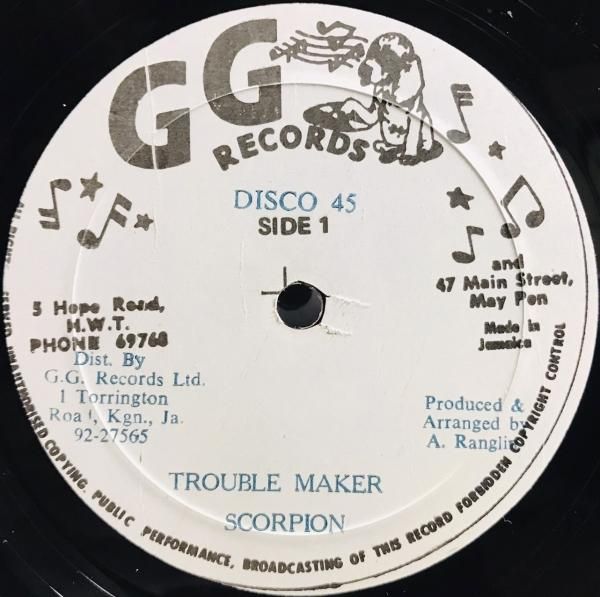 GG
RECORDS
DISCO 45
SIDE 1
5 Hope Road,
H.W.T.
PHONE 69768
and
47 Main Street,
May Pen
Made in
Jamaica
Dist. By
G.G. Records Ltd.
1 Torrington
Road, Kgn., Ja.
92-27565
Produced &
Arranged by
A. Ranglin
TROUBLE MAKER
SCORPION
UNAUTHORISED COPYING. PUBLIC PERFORMANCE, BROADCASTING OF THIS RECORD FORBIDDEN COPYRIGHT CONTROL